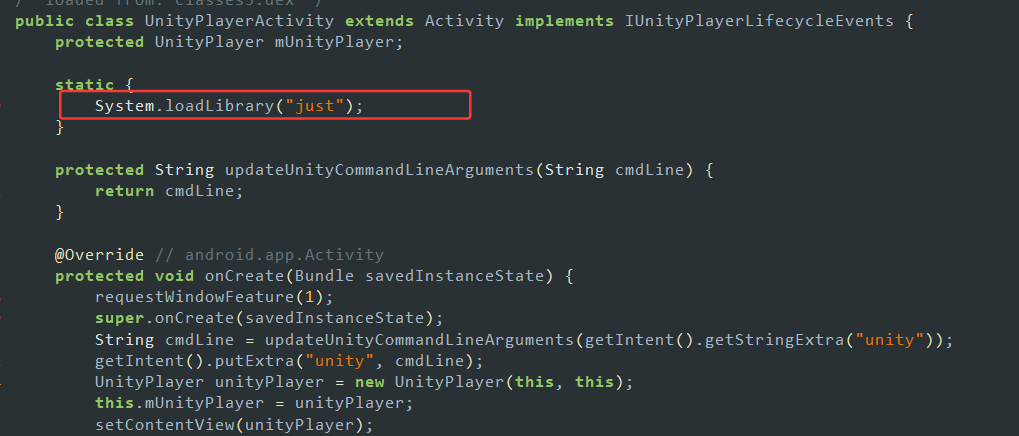 /* loaded from: classes3.dex */
public class UnityPlayerActivity extends Activity implements IUnityPlayerLifecycleEvents {
protected UnityPlayer mUnityPlayer;
static {
System.loadLibrary("just");
}
protected String updateUnityCommandLineArguments(String cmdLine) {
return cmdLine;
}
@Override // android.app.Activity
protected void onCreate(Bundle savedInstanceState) {
requestWindowFeature(1);
super.onCreate(savedInstanceState);
String cmdLine = updateUnityCommandLineArguments(getIntent().getStringExtra("unity"));
getIntent().putExtra("unity", cmdLine);
UnityPlayer unityPlayer = new UnityPlayer(this, this);
this.mUnityPlayer = unityPlayer;
setContentView(unityPlayer);